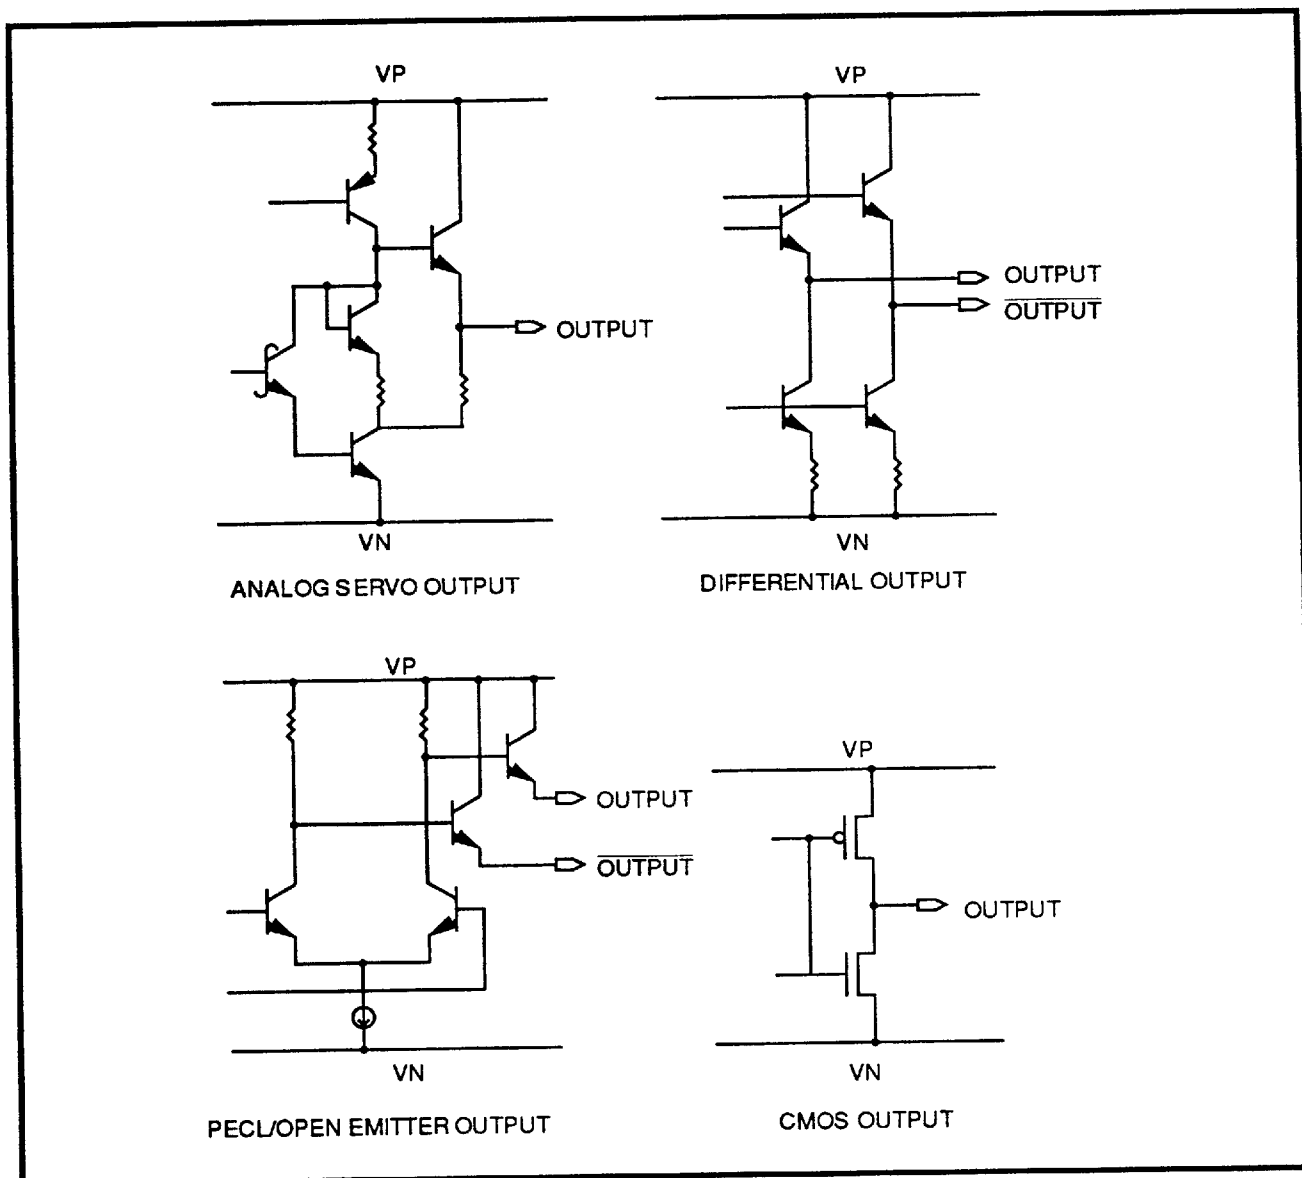 VP
OUTPUT
VN
ANALOG SERVO OUTPUT
VP
OUTPUT
OUTPUT
VN
DIFFERENTIAL OUTPUT
VP
OUTPUT
OUTPUT
VN
PECL/OPEN EMITTER OUTPUT
VP
OUTPUT
VN
CMOS OUTPUT